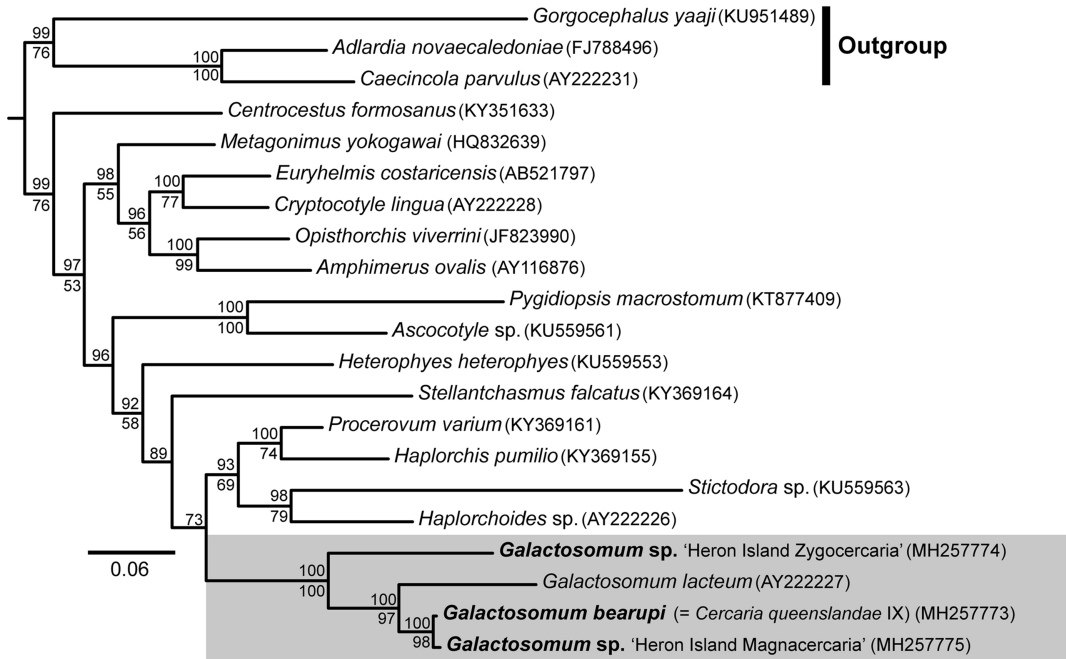 Gorgocephalus yaaji (KU951489)
99
76
Adlardia novaecaledoniae (FJ788496)
Outgroup
100
100
Caecincola parvulus (AY222231)
Centrocestus formosanus (KY351633)
Metagonimus yokogawai (HQ832639)
99
76
98
55
Euryhelmis costaricensis (AB521797)
100
77
Cryptocotyle lingua (AY222228)
96
56
Opisthorchis viverrini (JF823990)
100
99
Amphimerus ovalis (AY116876)
97
53
Pygidiopsis macrostomum (KT877409)
100
100
Ascocotyle sp. (KU559561)
96
Heterophyes heterophyes (KU559553)
92
58
Stellantchasmus falcatus (KY369164)
89
Procerovum varium (KY369161)
100
74
Haplorchis pumilio (KY369155)
93
69
Stictodora sp. (KU559563)
98
79
Haplorchoides sp. (AY222226)
73
0.06
Galactosomum sp. ‘Heron Island Zygocercaria’ (MH257774)
100
100
Galactosomum lacteum (AY222227)
100
97
Galactosomum bearupi (= Cercaria queenslandae IX) (MH257773)
100
98
Galactosomum sp. ‘Heron Island Magnacercaria’ (MH257775)